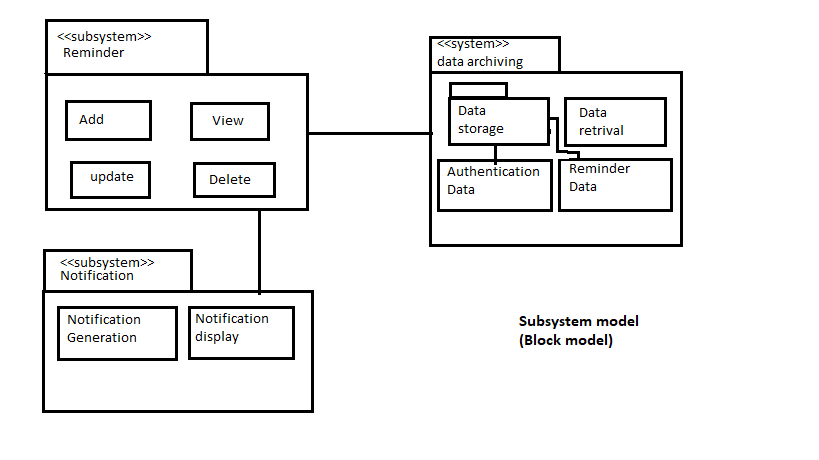 <<subsystem>>
Reminder
Add
View
update
Delete
<<system>>
data archiving
Data
storage
Data
retrival
Authentication
Data
Reminder
Data
<<subsystem>>
Notification
Notification
Generation
Notification
display
Subsystem model
(Block model)